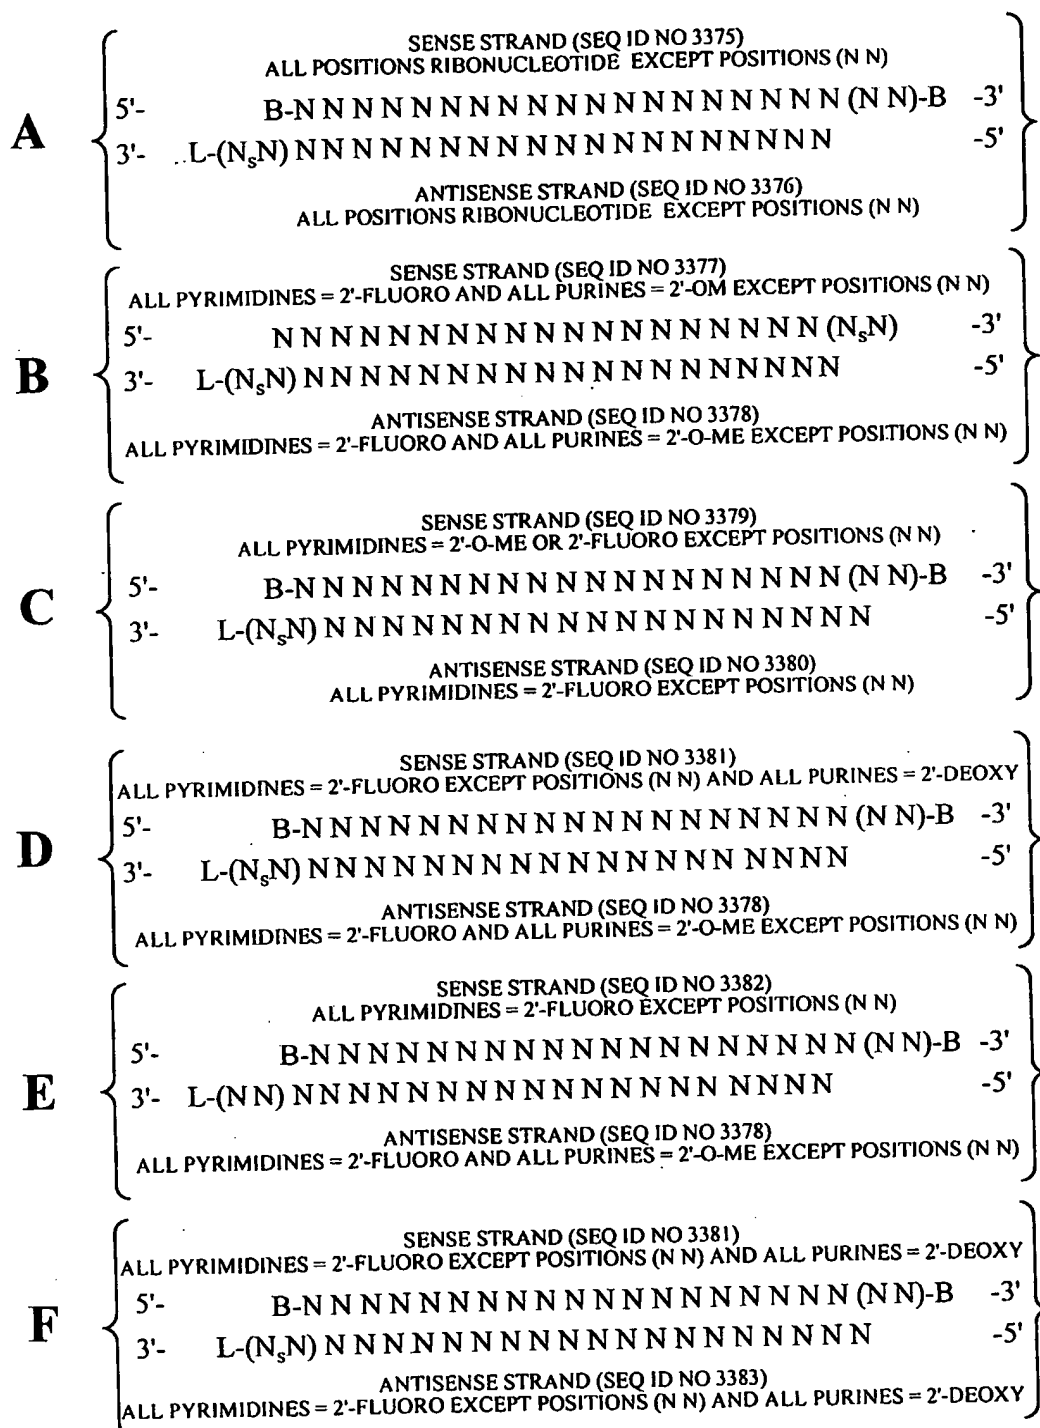 A
SENSE STRAND (SEQ ID NO 3375)
ALL POSITIONS RIBONUCLEOTIDE EXCEPT POSITIONS (N N)
5'- B-N N N N N N N N N N N N N N N N N N N (N N)-B -3'
3'- L-(NsN) N N N N N N N N N N N N N N N N N N N -5'
ANTISENSE STRAND (SEQ ID NO 3376)
ALL POSITIONS RIBONUCLEOTIDE EXCEPT POSITIONS (N N)
B
SENSE STRAND (SEQ ID NO 3377)
ALL PYRIMIDINES = 2'-FLUORO AND ALL PURINES = 2'-OM EXCEPT POSITIONS (N N)
5'- N N N N N N N N N N N N N N N N N N N (NsN) -3'
3'- L-(NsN) N N N N N N N N N N N N N N N N N N N -5'
ANTISENSE STRAND (SEQ ID NO 3378)
ALL PYRIMIDINES = 2'-FLUORO AND ALL PURINES = 2'-O-ME EXCEPT POSITIONS (N N)
C
SENSE STRAND (SEQ ID NO 3379)
ALL PYRIMIDINES = 2'-O-ME OR 2'-FLUORO EXCEPT POSITIONS (N N)
5'- B-N N N N N N N N N N N N N N N N N N N (N N)-B -3'
3'- L-(NsN) N N N N N N N N N N N N N N N N N N N -5'
ANTISENSE STRAND (SEQ ID NO 3380)
ALL PYRIMIDINES = 2'-FLUORO EXCEPT POSITIONS (N N)
D
SENSE STRAND (SEQ ID NO 3381)
ALL PYRIMIDINES = 2'-FLUORO EXCEPT POSITIONS (N N) AND ALL PURINES = 2'-DEOXY
5'- B-N N N N N N N N N N N N N N N N N N N (N N)-B -3'
3'- L-(NsN) N N N N N N N N N N N N N N N N N N N -5'
ANTISENSE STRAND (SEQ ID NO 3378)
ALL PYRIMIDINES = 2'-FLUORO AND ALL PURINES = 2'-O-ME EXCEPT POSITIONS (N N)
E
SENSE STRAND (SEQ ID NO 3382)
ALL PYRIMIDINES = 2'-FLUORO EXCEPT POSITIONS (N N)
5'- B-N N N N N N N N N N N N N N N N N N N (N N)-B -3'
3'- L-(N N) N N N N N N N N N N N N N N N N N N N -5'
ANTISENSE STRAND (SEQ ID NO 3378)
ALL PYRIMIDINES = 2'-FLUORO AND ALL PURINES = 2'-O-ME EXCEPT POSITIONS (N N)
F
SENSE STRAND (SEQ ID NO 3381)
ALL PYRIMIDINES = 2'-FLUORO EXCEPT POSITIONS (N N) AND ALL PURINES = 2'-DEOXY
5'- B-N N N N N N N N N N N N N N N N N N N (N N)-B -3'
3'- L-(NsN) N N N N N N N N N N N N N N N N N N N -5'
ANTISENSE STRAND (SEQ ID NO 3383)
ALL PYRIMIDINES = 2'-FLUORO EXCEPT POSITIONS (N N) AND ALL PURINES = 2'-DEOXY